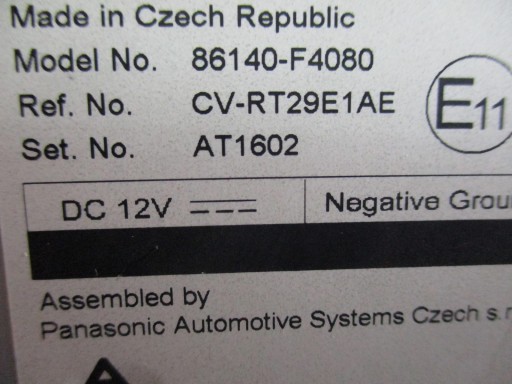 Made in Czech Republic
Model No. 86140-F4080
Ref. No. CV-RT29E1AE
E11
Set. No. AT1602
DC 12V
Negative
Assembled by
Panasonic Automotive Systems Czech